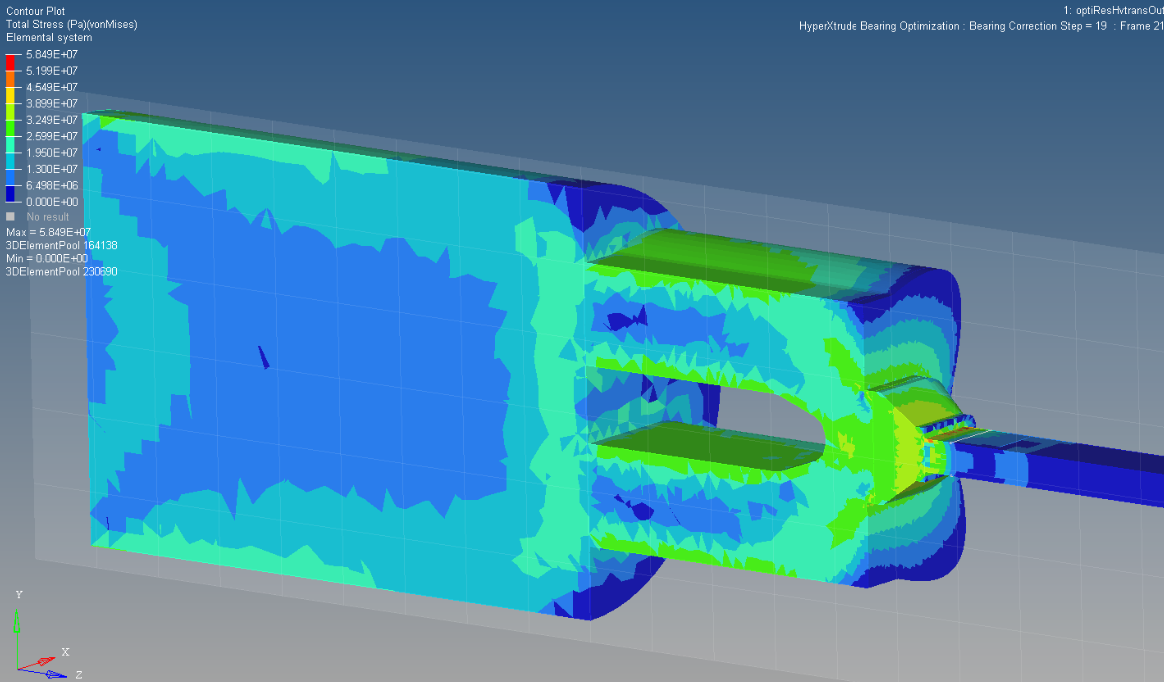 Contour Plot
Total Stress (Pa)(vonMises)
Elemental system
5.849E+07
5.199E+07
4.549E+07
3.899E+07
3.249E+07
2.599E+07
1.950E+07
1.300E+07
6.498E+06
0.000E+00
No result
Max = 5.849E+07
3DElementPool 164138
Min = 0.000E+00
3DElementPool 230690
1: optiResHvtransOut
HyperXtrude Bearing Optimization : Bearing Correction Step = 19 : Frame 21
Y
X
Z